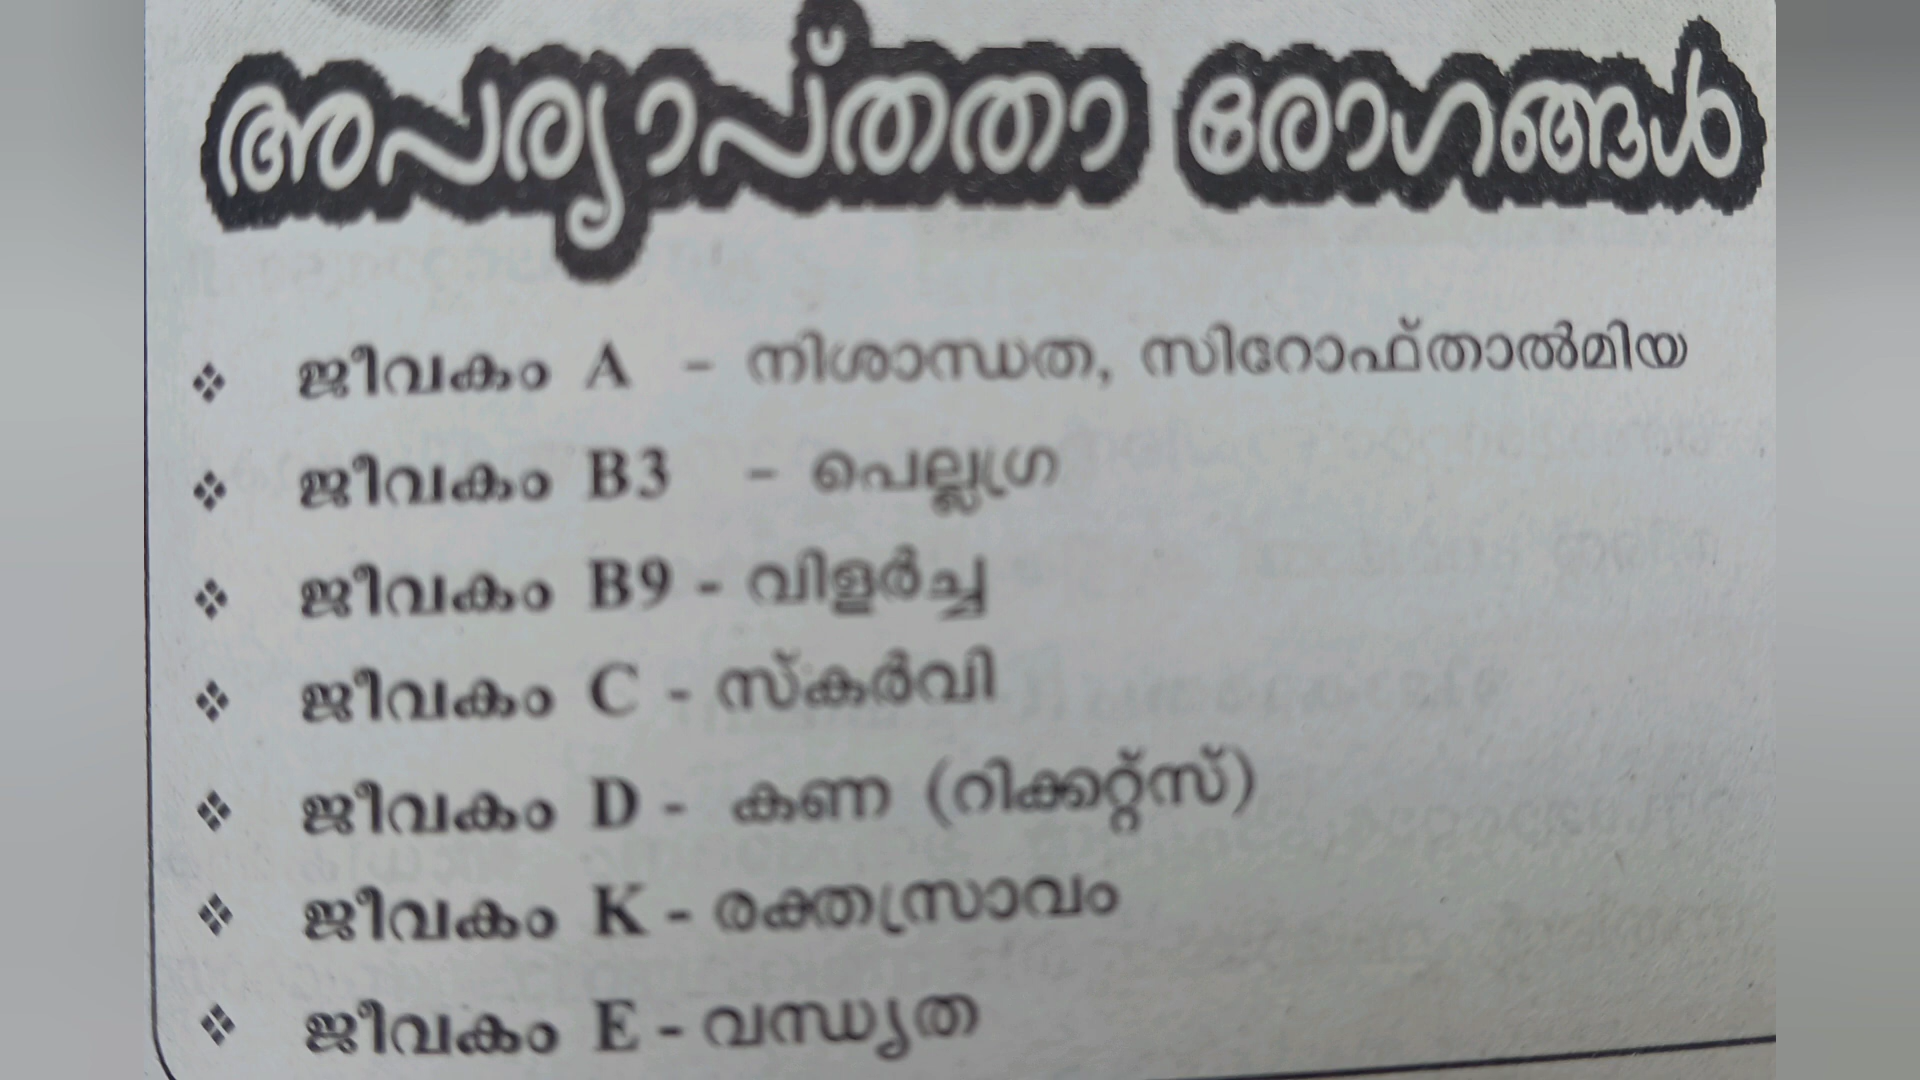 അപര്യാപ്തതാ രോഗങ്ങൾ
❖ ജീവകം A - നിശാന്ധത, സിറോഫ്താൽമിയ
❖ ജീവകം B3 - പെല്ലഗ്ര
❖ ജീവകം B9 - വിളർച്ച
❖ ജീവകം C - സ്കർവി
❖ ജീവകം D - കണ (റിക്കറ്റ്സ്)
❖ ജീവകം K - രക്തസ്രാവം
❖ ജീവകം E - വന്ധ്യത